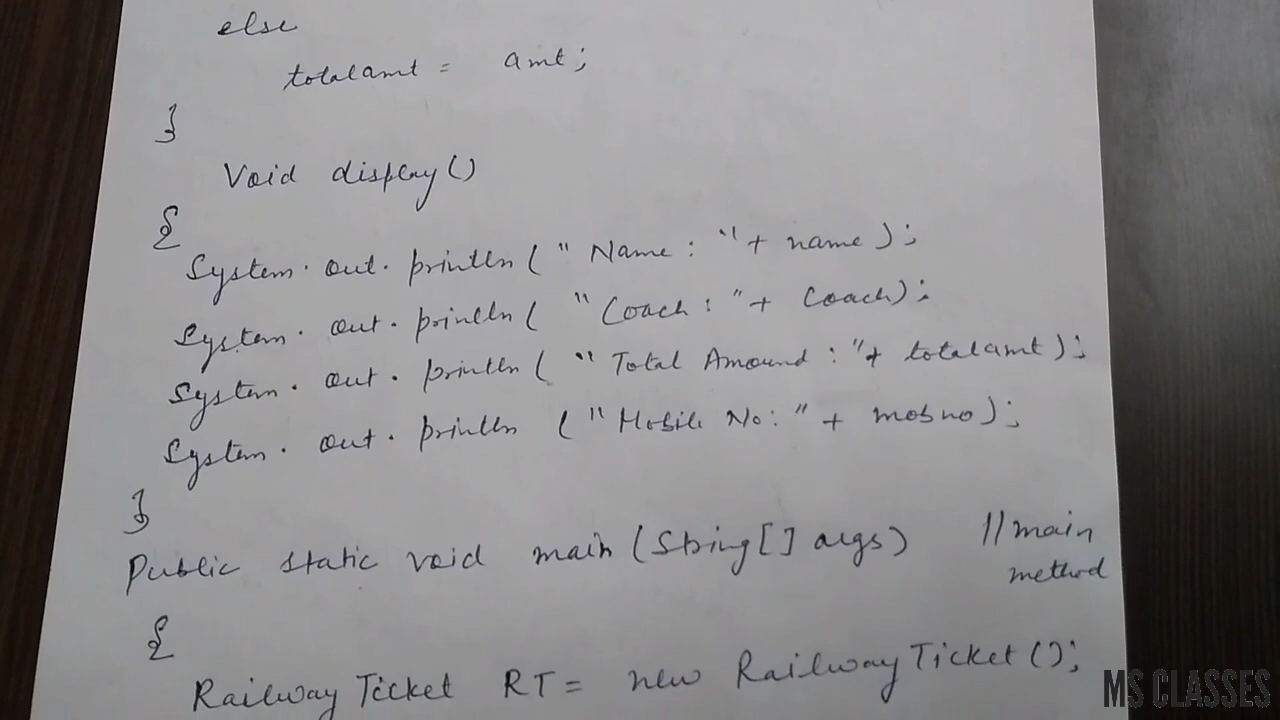 else
totalamt = amt;
}
Void display()
{
System.out.println(" Name: "+ name);
System.out.println( "Coach: "+ Coach);
System.out.println( " Total Amound : "+ totalamt);
System.out.println ("Mobile No: " + mobno);
}
Public static void main (String[] args) //main
method
{
Railway Ticket RT = new Railway Ticket ();
MS CLASSES